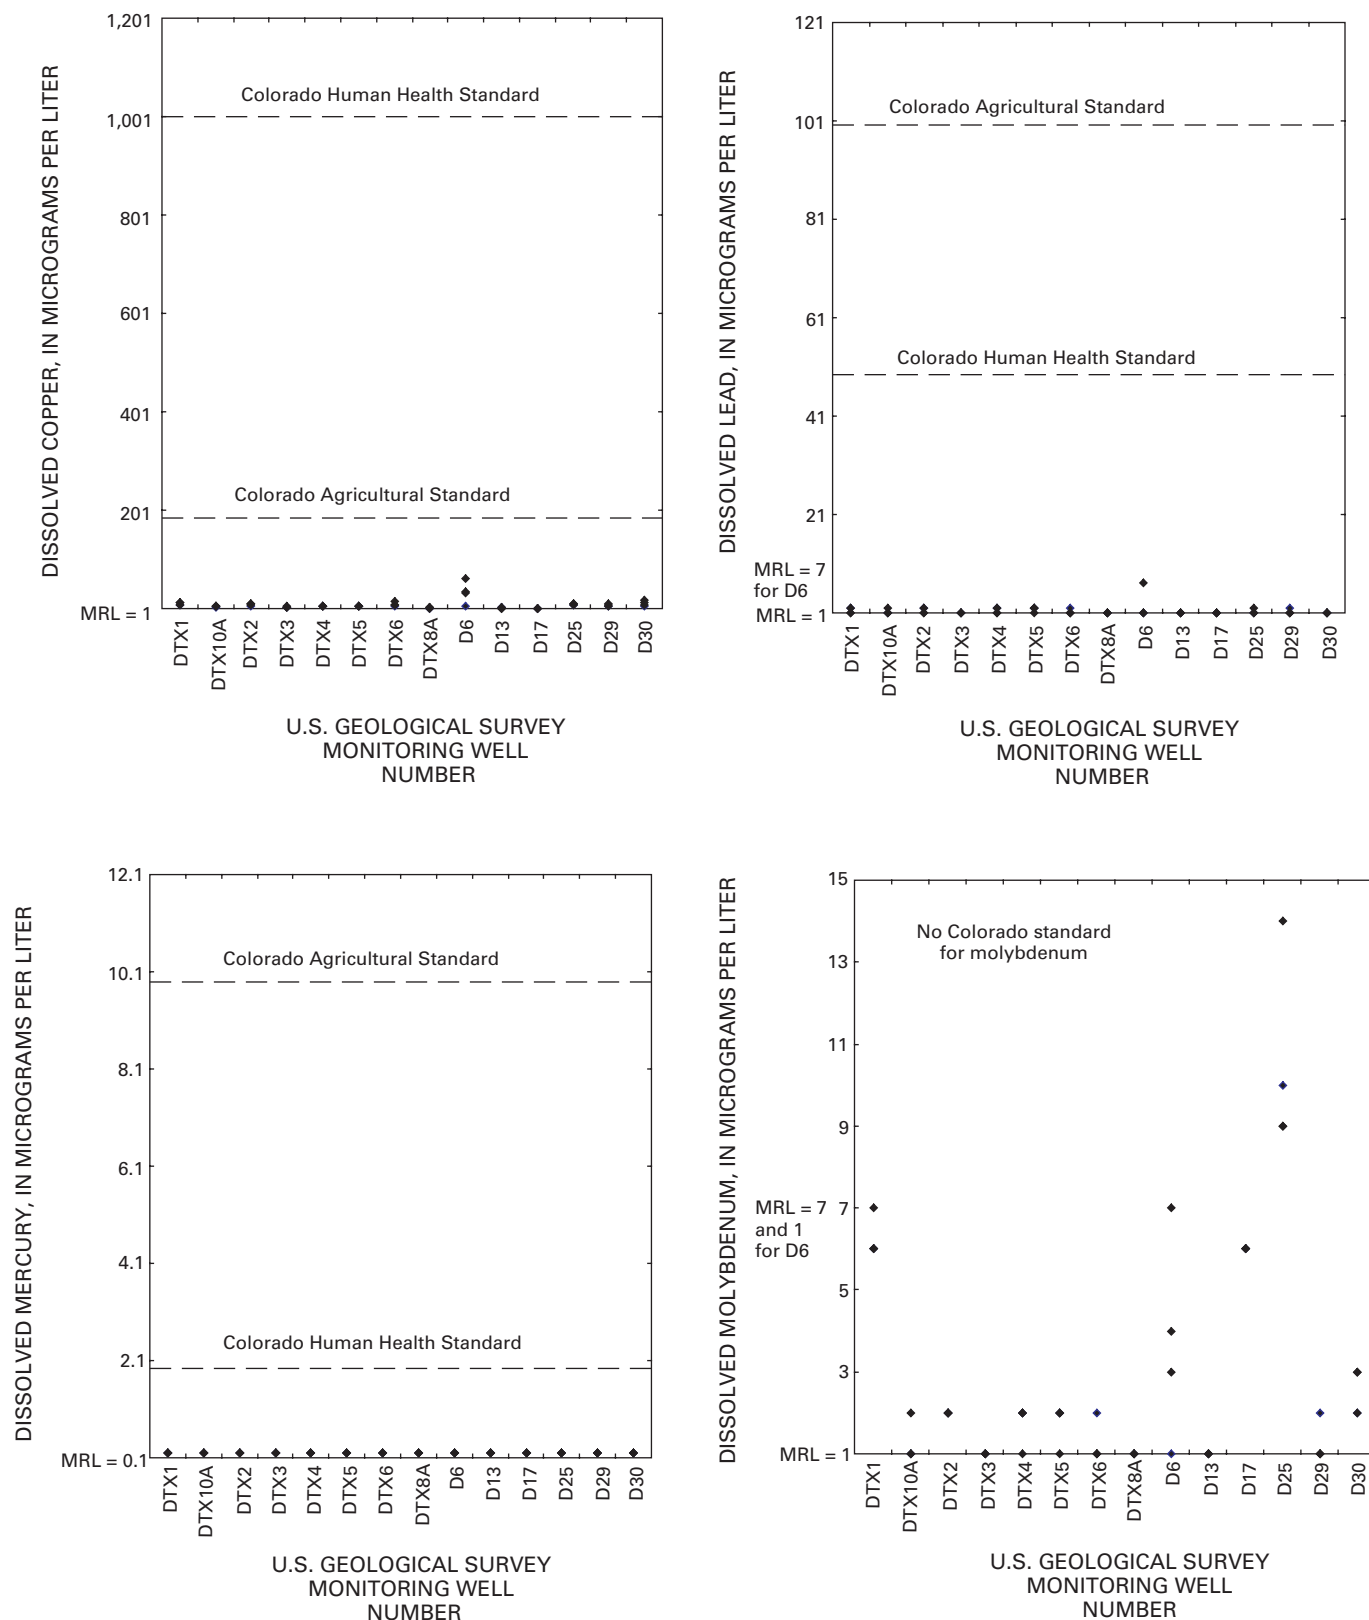 DISSOLVED COPPER, IN MICROGRAMS PER LITER
1,201
1,001
801
601
401
201
MRL = 1
Colorado Human Health Standard
Colorado Agricultural Standard
DTX1
DTX10A
DTX2
DTX3
DTX4
DTX5
DTX6
DTX8A
D6
D13
D17
D25
D29
D30
U.S. GEOLOGICAL SURVEY
MONITORING WELL
NUMBER
DISSOLVED LEAD, IN MICROGRAMS PER LITER
121
101
81
61
41
21
MRL = 7
for D6
MRL = 1
Colorado Agricultural Standard
Colorado Human Health Standard
DTX1
DTX10A
DTX2
DTX3
DTX4
DTX5
DTX6
DTX8A
D6
D13
D17
D25
D29
D30
U.S. GEOLOGICAL SURVEY
MONITORING WELL
NUMBER
DISSOLVED MERCURY, IN MICROGRAMS PER LITER
12.1
10.1
8.1
6.1
4.1
2.1
MRL = 0.1
Colorado Agricultural Standard
Colorado Human Health Standard
DTX1
DTX10A
DTX2
DTX3
DTX4
DTX5
DTX6
DTX8A
D6
D13
D17
D25
D29
D30
U.S. GEOLOGICAL SURVEY
MONITORING WELL
NUMBER
DISSOLVED MOLYBDENUM, IN MICROGRAMS PER LITER
15
13
11
9
MRL = 7 7
and 1
for D6
5
3
MRL = 1
No Colorado standard
for molybdenum
DTX1
DTX10A
DTX2
DTX3
DTX4
DTX5
DTX6
DTX8A
D6
D13
D17
D25
D29
D30
U.S. GEOLOGICAL SURVEY
MONITORING WELL
NUMBER